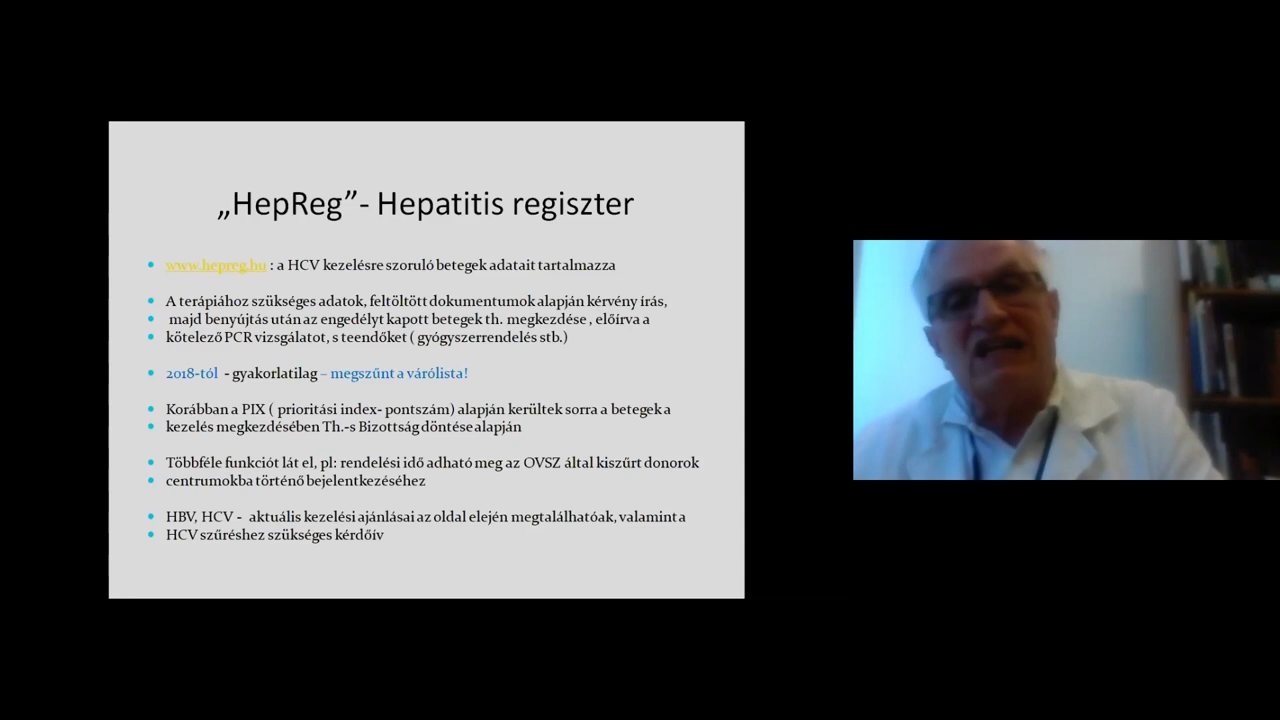 „HepReg”- Hepatitis regiszter
www.hepreg.hu : a HCV kezelésre szoruló betegek adatait tartalmazza
A terápiához szükséges adatok, feltöltött dokumentumok alapján kérvény írás,
majd benyújtás után az engedélyt kapott betegek th. megkezdése , előírva a
kötelező PCR vizsgálatot, s teendőket ( gyógyszerrendelés stb.)
2018-tól - gyakorlatilag – megszűnt a várólista!
Korábban a PIX ( prioritási index- pontszám) alapján kerültek sorra a betegek a
kezelés megkezdésében Th.-s Bizottság döntése alapján
Többféle funkciót lát el, pl: rendelési idő adható meg az OVSZ által kiszűrt donorok
centrumokba történő bejelentkezéséhez
HBV, HCV - aktuális kezelési ajánlásai az oldal elején megtalálhatóak, valamint a
HCV szűréshez szükséges kérdőív